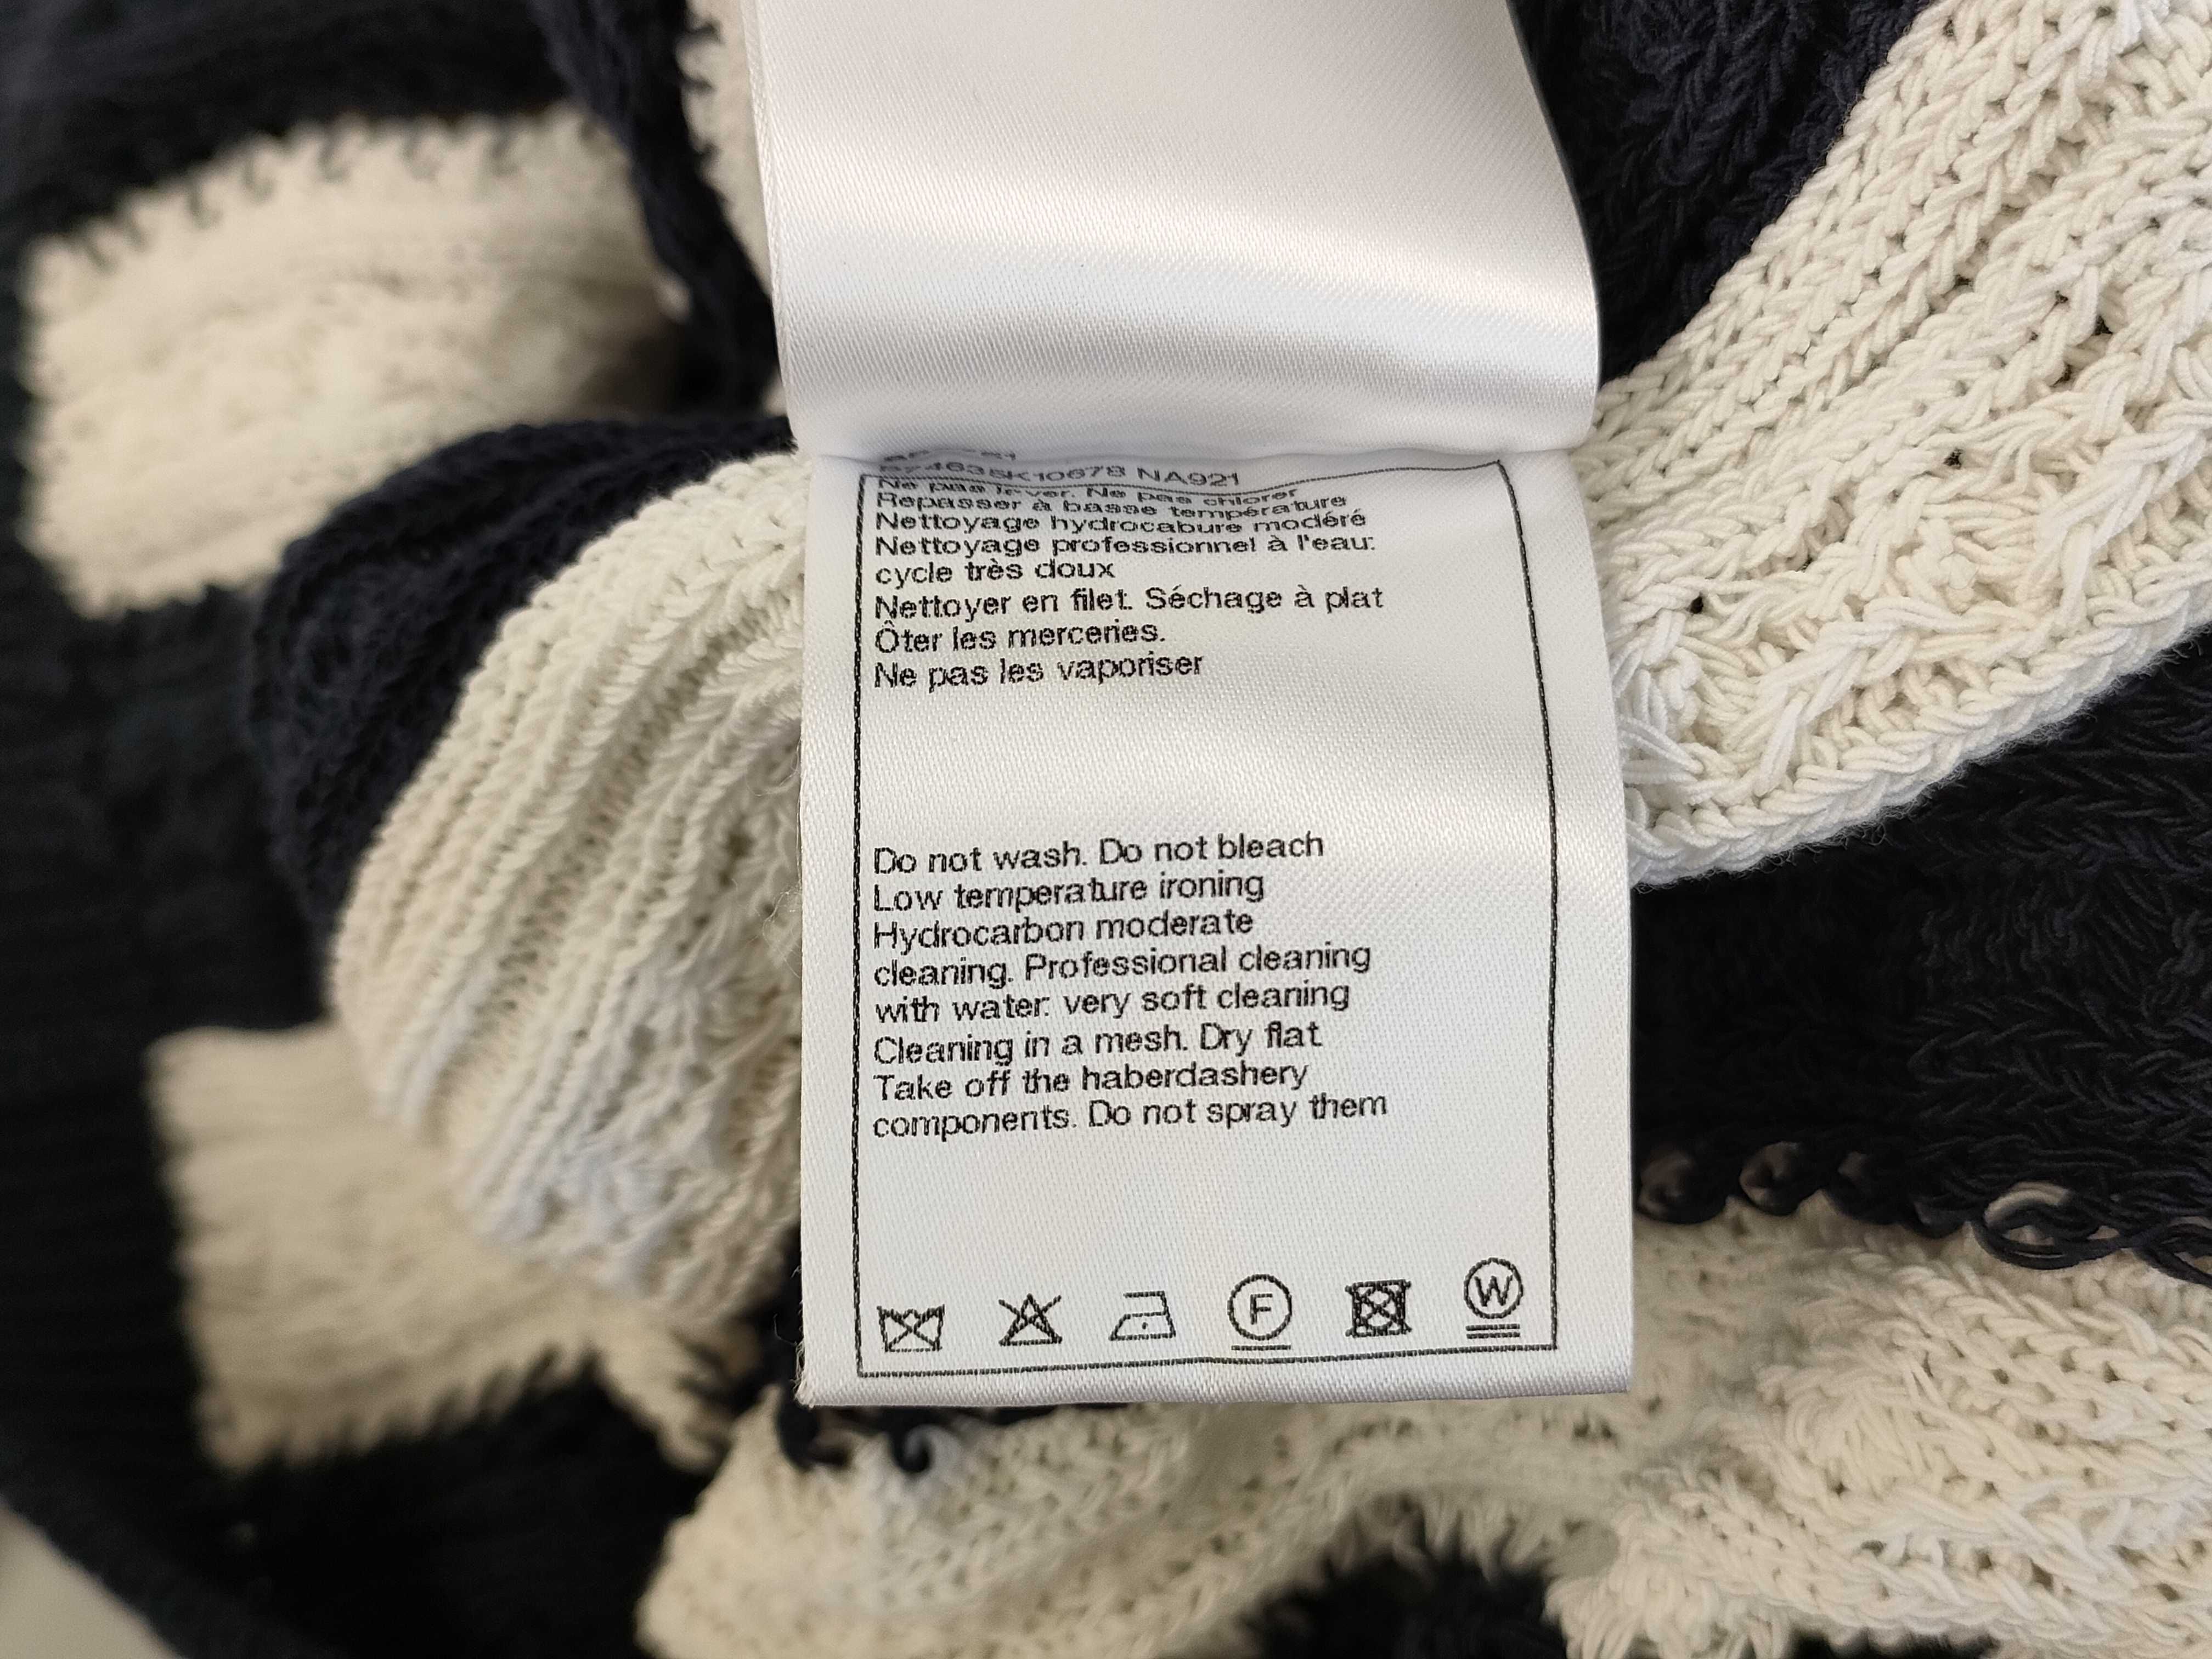 K10678 NA921
Ne pas laver. Ne pas chlorer
Repasser à basse température
Nettoyage hydrocabure modéré
Nettoyage professionnel à l'eau:
cycle très doux
Nettoyer en filet. Séchage à plat
Ôter les merceries.
Ne pas les vaporiser
Do not wash. Do not bleach
Low temperature ironing
Hydrocarbon moderate
cleaning. Professional cleaning
with water: very soft cleaning
Cleaning in a mesh. Dry flat
Take off the haberdashery
components. Do not spray them
F W